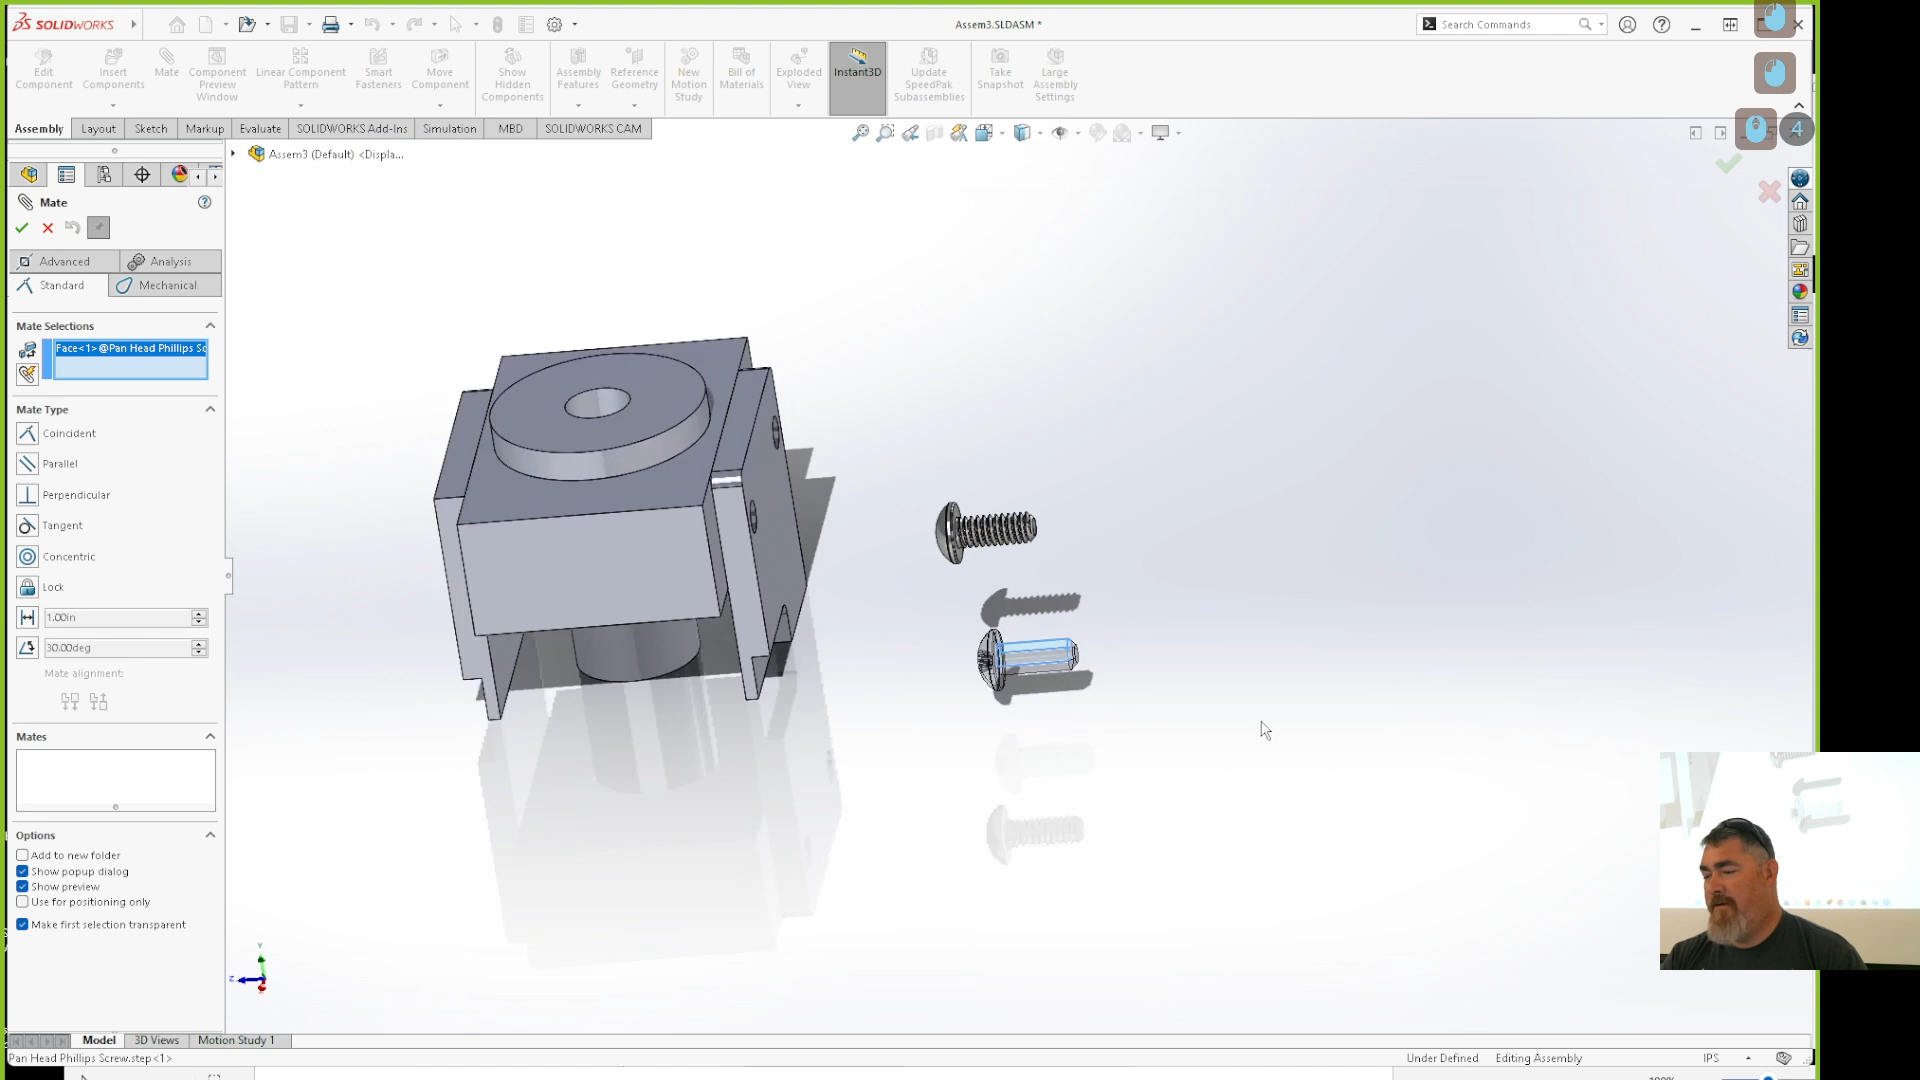 SOLIDWORKS
Assem3.SLDASM *
Search Commands
Edit Component
Insert Components
Mate
Component Preview Window
Linear Component Pattern
Smart Fasteners
Move Component
Show Hidden Components
Assembly Features
Reference Geometry
New Motion Study
Bill of Materials
Exploded View
Instant3D
Update SpeedPak Subassemblies
Take Snapshot
Large Assembly Settings
Assembly
Layout
Sketch
Markup
Evaluate
SOLIDWORKS Add-Ins
Simulation
MBD
SOLIDWORKS CAM
4
Assem3 (Default) <Displa...
Mate
Advanced
Analysis
Standard
Mechanical
Mate Selections
Face<1>@Pan Head Phillips Sc
Mate Type
Coincident
Parallel
Perpendicular
Tangent
Concentric
Lock
1.00in
30.00deg
Mate alignment:
Mates
Options
Add to new folder
Show popup dialog
Show preview
Use for positioning only
Make first selection transparent
Y
Z
Model
3D Views
Motion Study 1
Pan Head Phillips Screw.step<1>
Under Defined
Editing Assembly
IPS